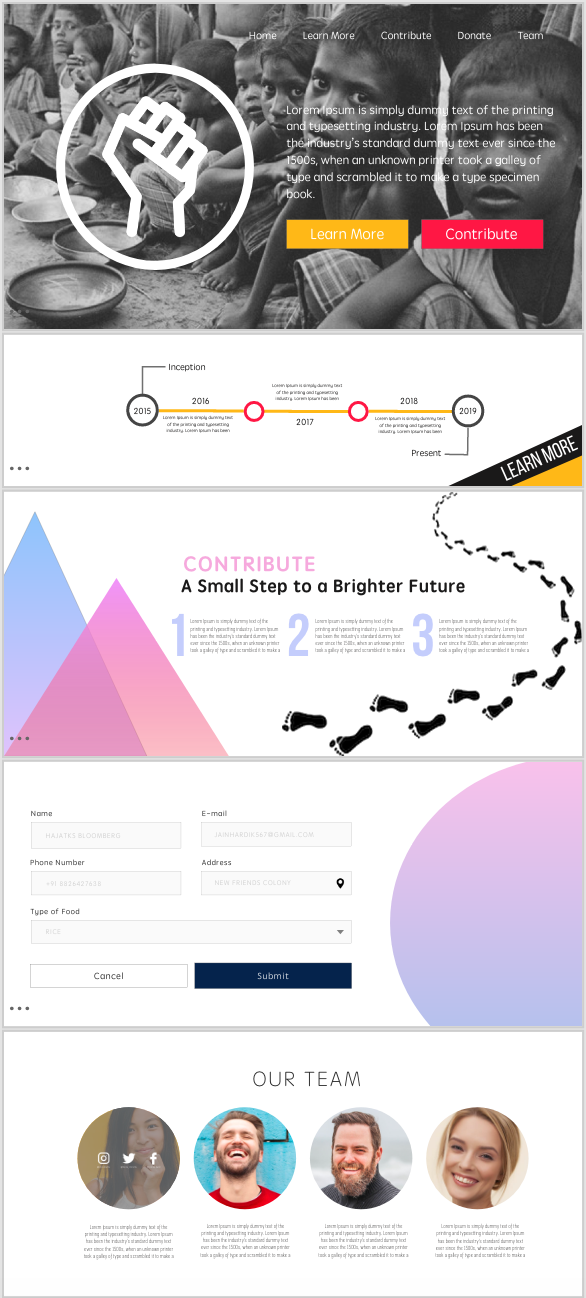 Home Learn More Contribute Donate Team
Lorem Ipsum is simply dummy text of the printing
and typesetting industry. Lorem Ipsum has been
the industry's standard dummy text ever since the
1500s, when an unknown printer took a galley of
type and scrambled it to make a type specimen
book.
Learn More Contribute
Inception
2015
2016
Lorem Ipsum is simply dummy text
of the printing and typesetting
industry. Lorem Ipsum has been
Lorem Ipsum is simply dummy text
of the printing and typesetting
industry. Lorem Ipsum has been
2017
2018
Lorem Ipsum is simply dummy text
of the printing and typesetting
industry. Lorem Ipsum has been
2019
Present
LEARN MORE
CONTRIBUTE
A Small Step to a Brighter Future
1
Lorem Ipsum is simply dummy text of the
printing and typesetting industry. Lorem Ipsum
has been the industry's standard dummy text
ever since the 1500s, when an unknown printer
took a galley of type and scrambled it to make a
2
Lorem Ipsum is simply dummy text of the
printing and typesetting industry. Lorem Ipsum
has been the industry's standard dummy text
ever since the 1500s, when an unknown printer
took a galley of type and scrambled it to make a
3
Lorem Ipsum is simply dummy text of the
printing and typesetting industry. Lorem Ipsum
has been the industry's standard dummy text
ever since the 1500s, when an unknown printer
took a galley of type and scrambled it to make a
Name
HAJATKS BLOOMBERG
E-mail
JAINHARDIK567@GMAIL.COM
Phone Number
+91 9836427638
Address
NEW FRIENDS COLONY
Type of Food
RICE
Cancel
Submit
OUR TEAM
Lorem Ipsum is simply dummy text of the
printing and typesetting industry. Lorem Ipsum
has been the industry's standard dummy text
ever since the 1500s, when an unknown printer
took a galley of type and scrambled it to make a
Lorem Ipsum is simply dummy text of the
printing and typesetting industry. Lorem Ipsum
has been the industry's standard dummy text
ever since the 1500s, when an unknown printer
took a galley of type and scrambled it to make a
Lorem Ipsum is simply dummy text of the
printing and typesetting industry. Lorem Ipsum
has been the industry's standard dummy text
ever since the 1500s, when an unknown printer
took a galley of type and scrambled it to make a
Lorem Ipsum is simply dummy text of the
printing and typesetting industry. Lorem Ipsum
has been the industry's standard dummy text
ever since the 1500s, when an unknown printer
took a galley of type and scrambled it to make a